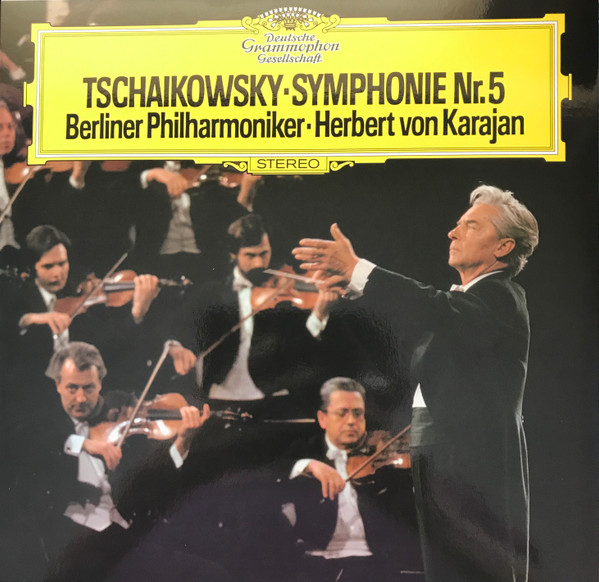 Deutsche
Grammophon
Gesellschaft
TSCHAIKOWSKY·SYMPHONIE Nr.5
Berliner Philharmoniker·Herbert von Karajan
STEREO